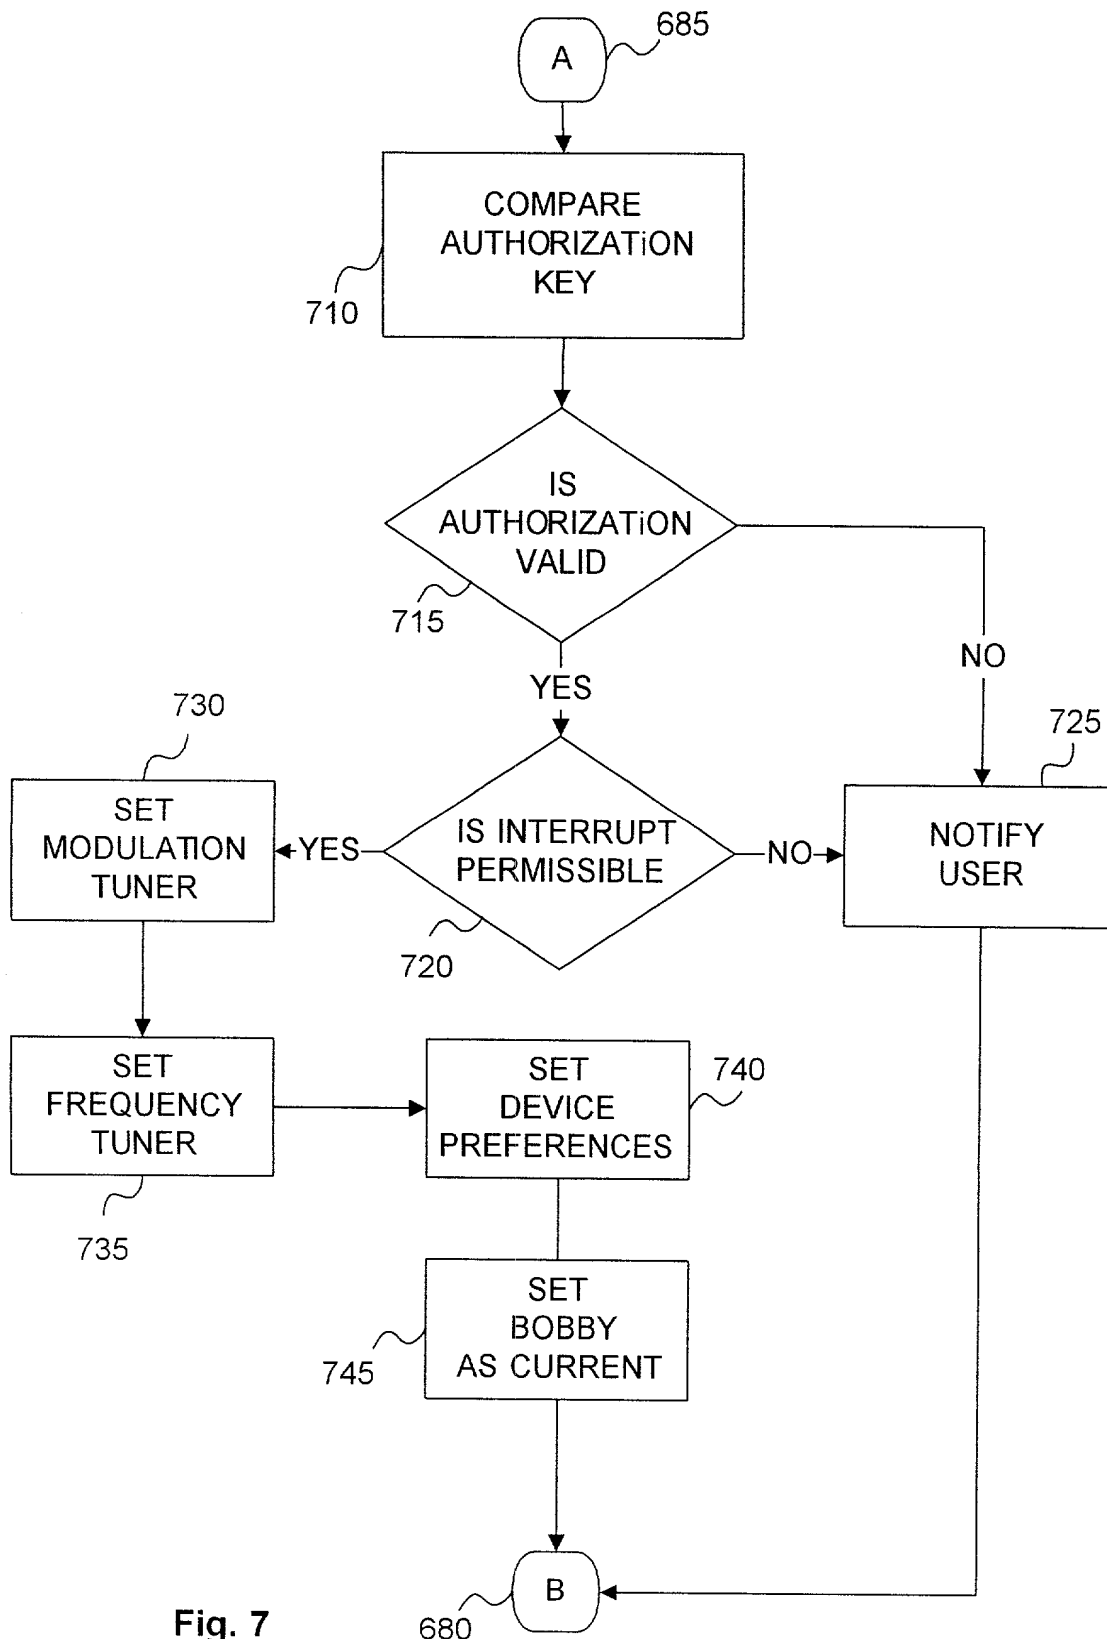 A
685
COMPARE
AUTHORIZATiON
KEY
710
IS
AUTHORIZATiON
VALID
715
NO
YES
730
725
SET
MODULATION
TUNER
YES
IS INTERRUPT
PERMISSIBLE
NO
NOTIFY
USER
720
SET
FREQUENCY
TUNER
SET
DEVICE
PREFERENCES
740
735
SET
BOBBY
AS CURRENT
745
B
680
Fig. 7